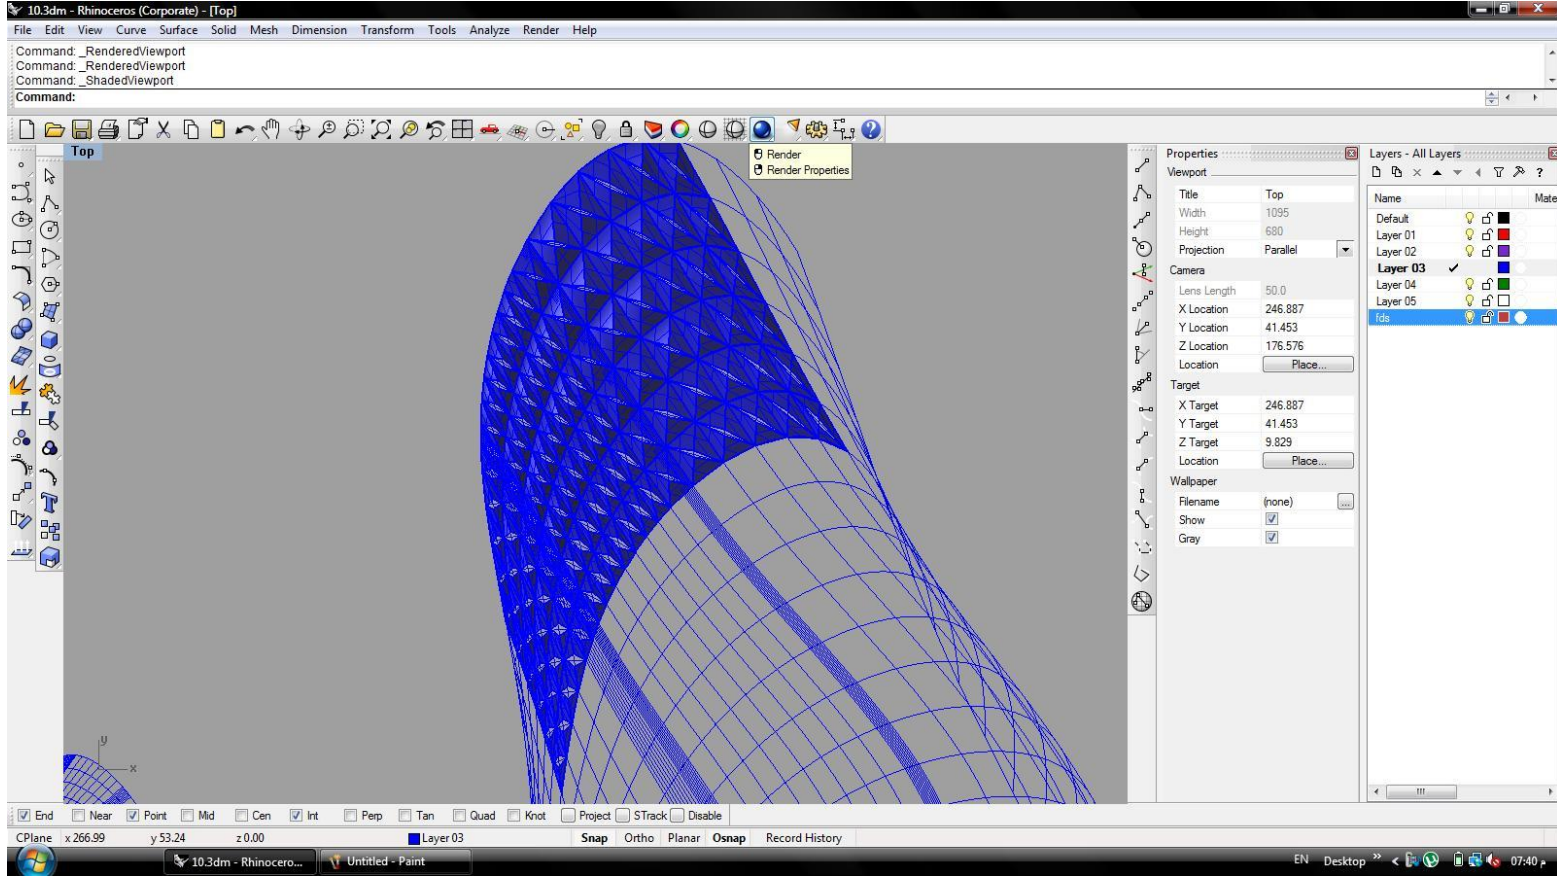 10.3dm - Rhinoceros (Corporate) - [Top]
File Edit View Curve Surface Solid Mesh Dimension Transform Tools Analyze Render Help
Command: _RenderedViewport
Command: _RenderedViewport
Command: _ShadedViewport
Command:
Top
Render
Render Properties
y
x
Properties
Viewport
Title Top
Width 1095
Height 680
Projection Parallel
Camera
Lens Length 50.0
X Location 246.887
Y Location 41.453
Z Location 176.576
Location Place...
Target
X Target 246.887
Y Target 41.453
Z Target 9.829
Location Place...
Wallpaper
Filename (none) ...
Show
Gray
Layers - All Layers
Name Mate
Default
Layer 01
Layer 02
Layer 03
Layer 04
Layer 05
fds
End Near Point Mid Cen Int Perp Tan Quad Knot Project STrack Disable
CPlane x 266.99 y 53.24 z 0.00 Layer 03 Snap Ortho Planar Osnap Record History
10.3dm - Rhinocero... Untitled - Paint EN Desktop » 07:40 م